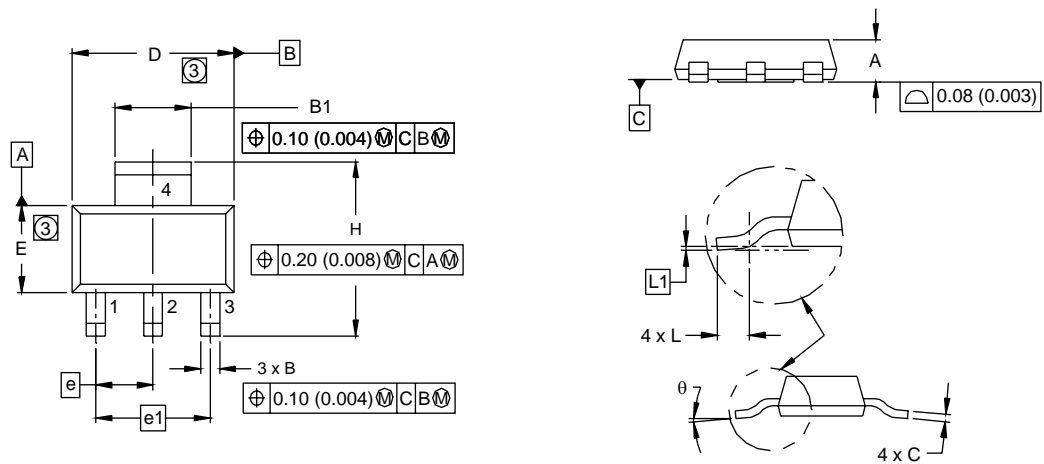 D
B
3
B1
⌖ 0.10 (0.004) Ⓜ C B Ⓜ
A
4
3
E
H
⌖ 0.20 (0.008) Ⓜ C A Ⓜ
1 2 3
e
3 x B
e1
⌖ 0.10 (0.004) Ⓜ C B Ⓜ
A
C
⌓ 0.08 (0.003)
L1
4 x L
θ
4 x C